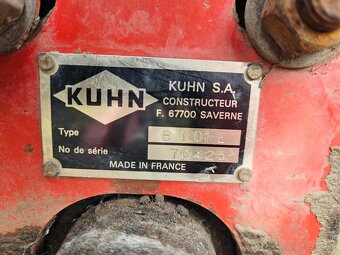 KUHN
KUHN S.A.
CONSTRUCTEUR
F. 67700 SAVERNE
Type
No de série
MADE IN FRANCE